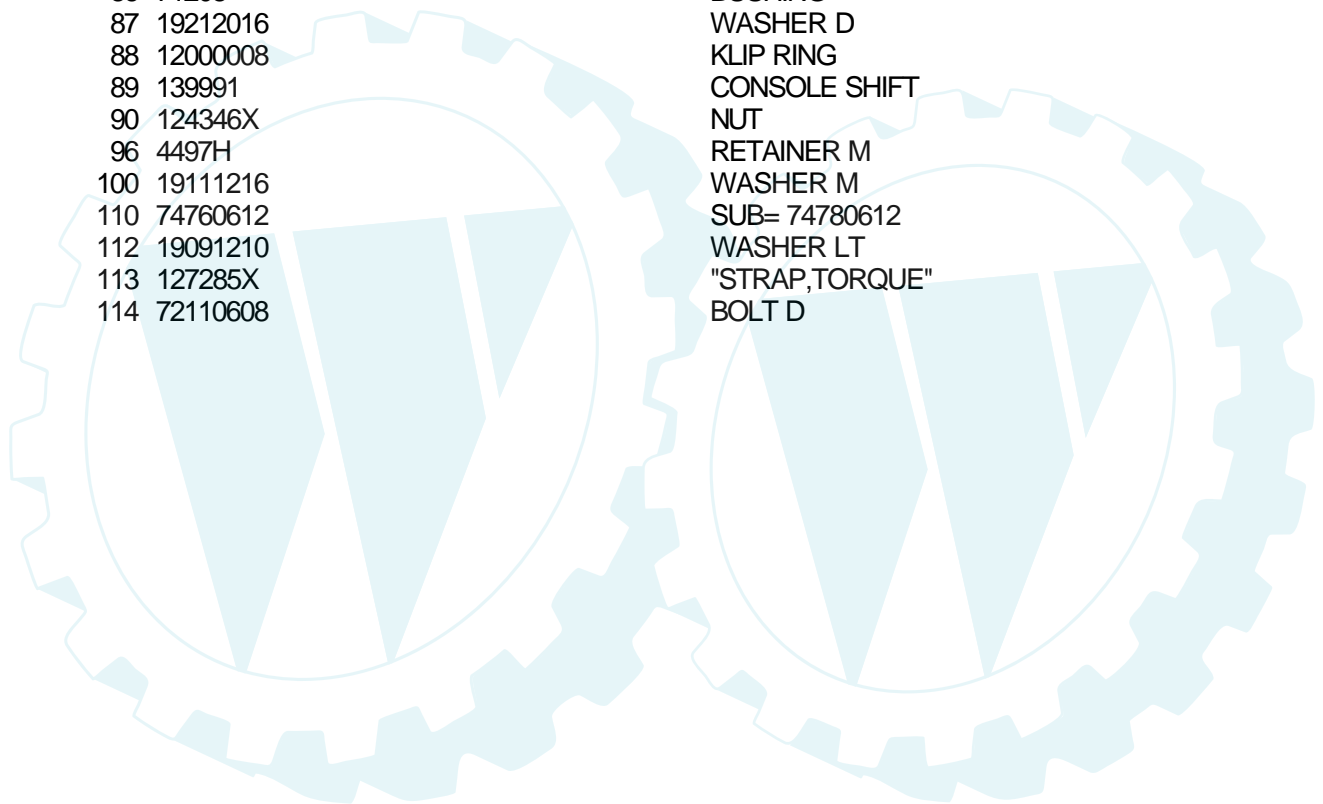 87 19212016 WASHER D
88 12000008 KLIP RING
89 139991 CONSOLE SHIFT
90 124346X NUT
96 4497H RETAINER M
100 19111216 WASHER M
110 74760612 SUB= 74780612
112 19091210 WASHER LT
113 127285X "STRAP,TORQUE"
114 72110608 BOLT D